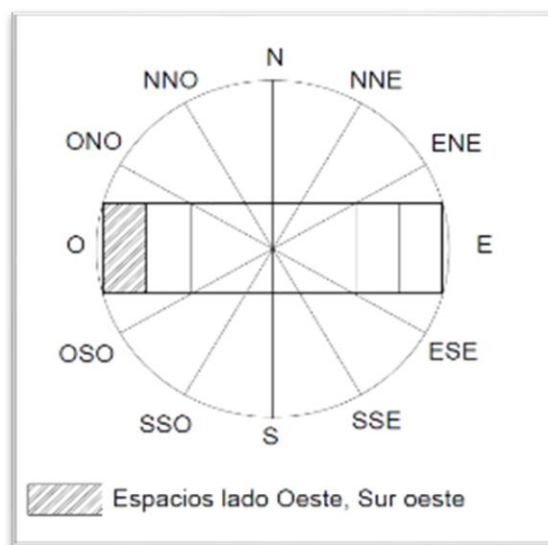 N
NNO NNE
ONO ENE
O E
OSO ESE
SSO SSE
S
Espacios lado Oeste, Sur oeste